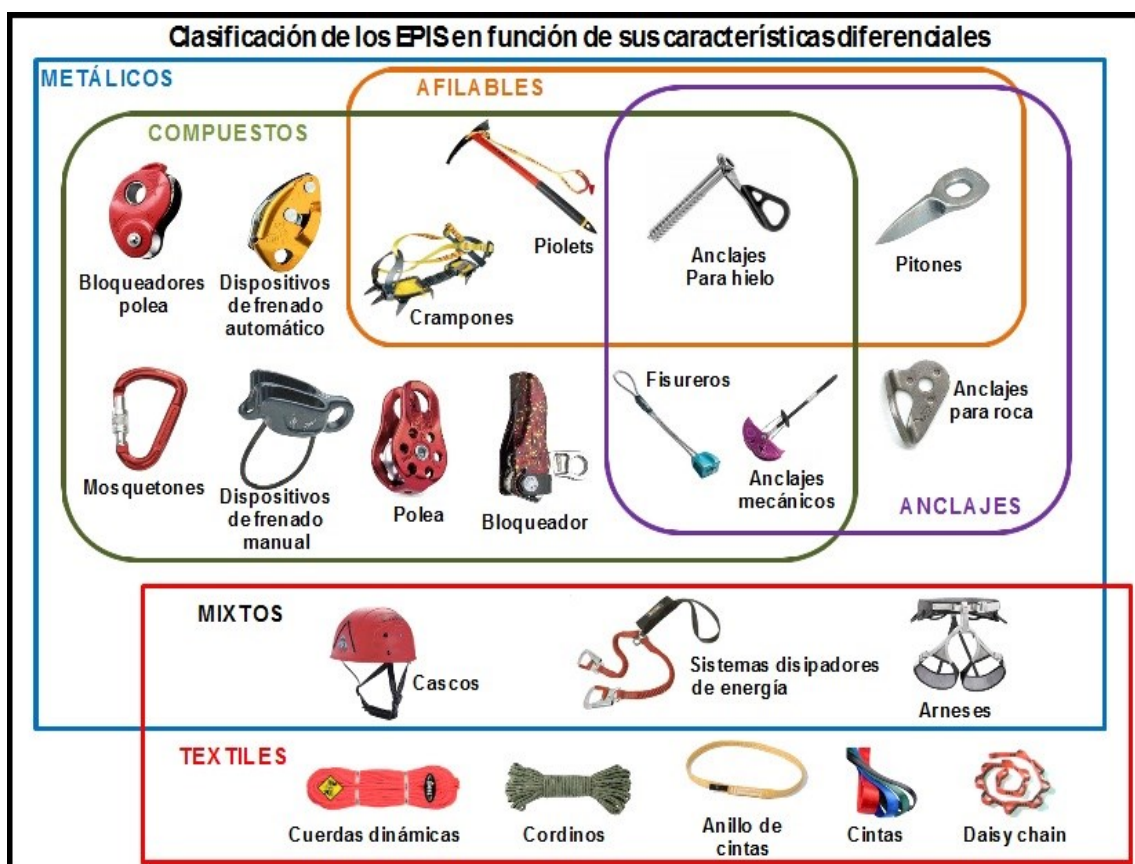 Clasificación de los EPIS en función de sus características diferenciales
METÁLICOS
AFILABLES
COMPUESTOS
Piolets
Anclajes
Para hielo
Pitones
Bloqueadores
polea
Dispositivos
de frenado
automático
Crampones
Fisureros
Anclajes
para roca
Mosquetones
Dispositivos
de frenado
manual
Polea
Bloqueador
Anclajes
mecánicos
ANCLAJES
MIXTOS
Cascos
Sistemas disipadores
de energía
Arneses
TEXTILES
Cuerdas dinámicas
Cordinos
Anillo de
cintas
Cintas
Daisy chain